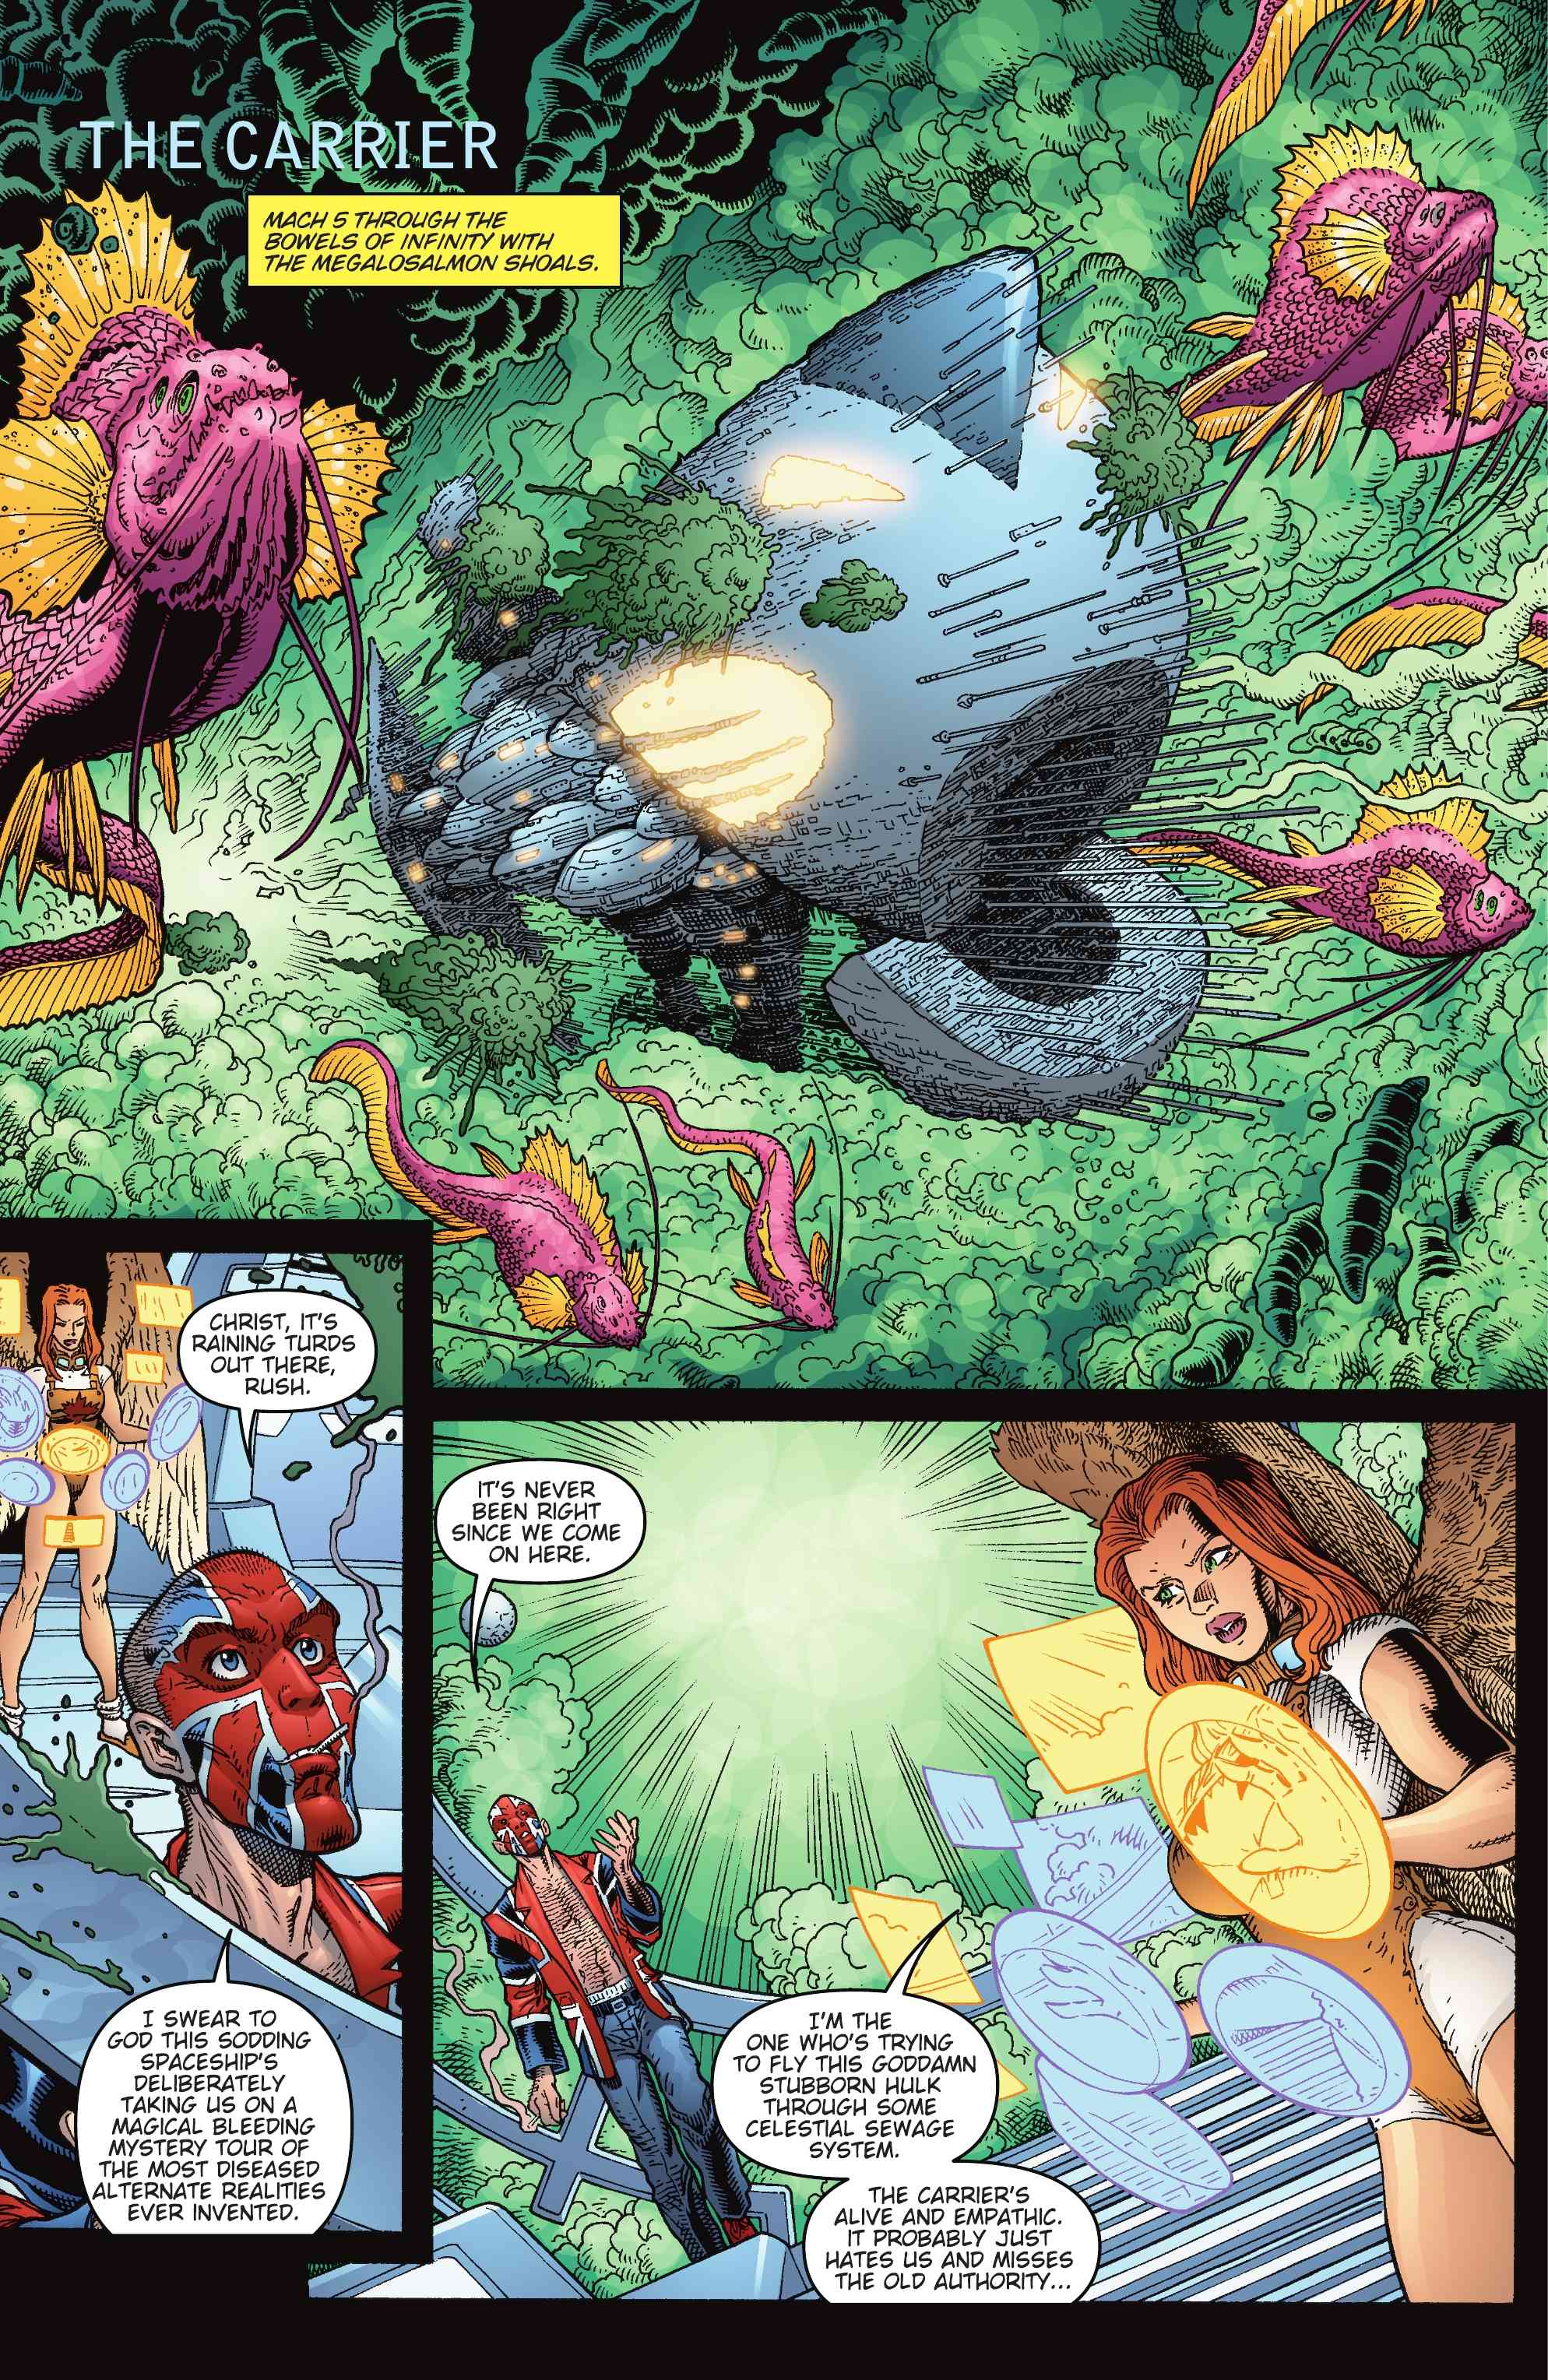 THE CARRIER
MACH 5 THROUGH THE
BOWELS OF INFINITY WITH
THE MEGALOSALMON SHOALS.
CHRIST, IT'S
RAINING TURDS
OUT THERE,
RUSH.
I SWEAR TO
GOD THIS SODDING
SPACESHIP'S
DELIBERATELY
TAKING US ON A
MAGICAL BLEEDING
MYSTERY TOUR OF
THE MOST DISEASED
ALTERNATE REALITIES
EVER INVENTED.
IT'S NEVER
BEEN RIGHT
SINCE WE COME
ON HERE.
I'M THE
ONE WHO'S TRYING
TO FLY THIS GODDAMN
STUBBORN HULK
THROUGH SOME
CELESTIAL SEWAGE
SYSTEM.
THE CARRIER'S
ALIVE AND EMPATHIC.
IT PROBABLY JUST
HATES US AND MISSES
THE OLD AUTHORITY...